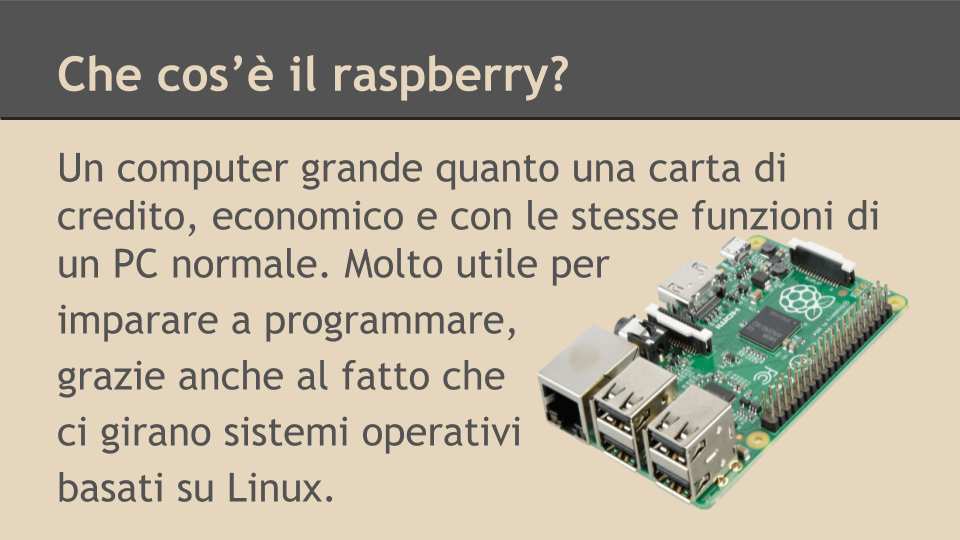 Che cos’è il raspberry?
Un computer grande quanto una carta di
credito, economico e con le stesse funzioni di
un PC normale. Molto utile per
imparare a programmare,
grazie anche al fatto che
ci girano sistemi operativi
basati su Linux.
HDMI